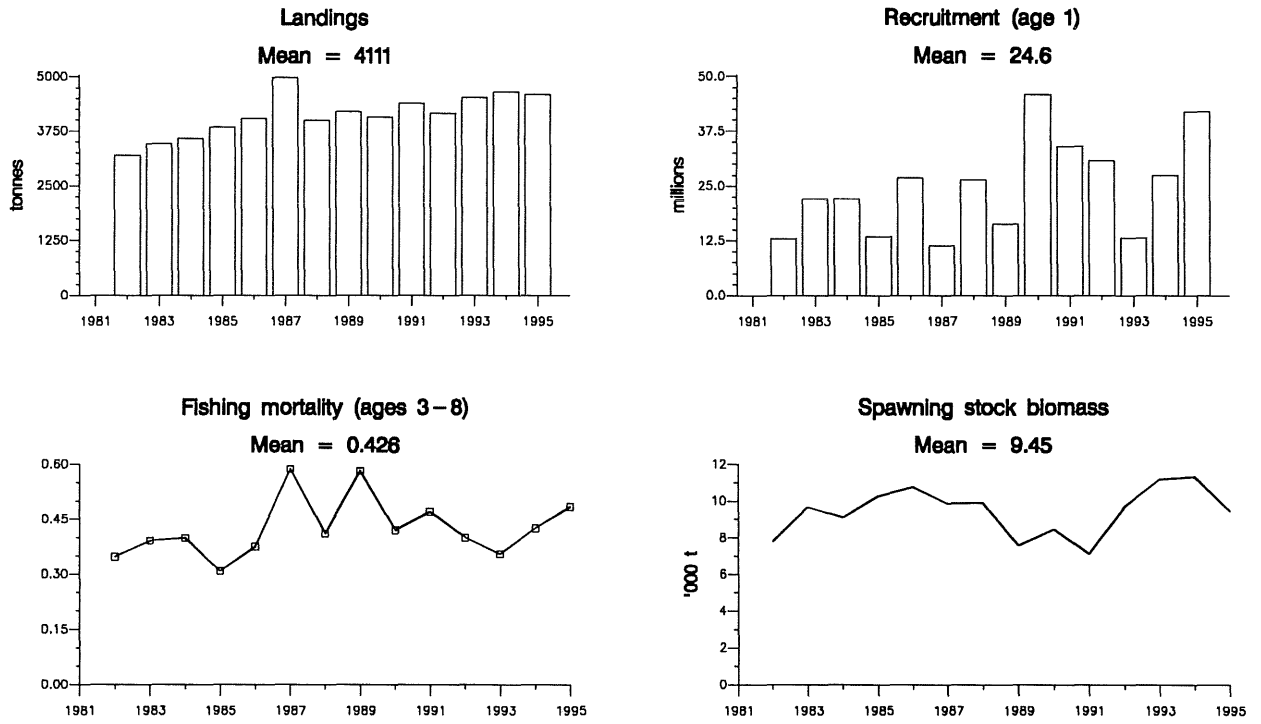 Landings
Mean = 4111
5000
3750
2500
1250
0
tonnes
1981 1983 1985 1987 1989 1991 1993 1995
Recruitment (age 1)
Mean = 24.6
50.0
37.5
25.0
12.5
0.0
millions
1981 1983 1985 1987 1989 1991 1993 1995
Fishing mortality (ages 3-8)
Mean = 0.426
0.60
0.45
0.30
0.15
0.00
1981 1983 1985 1987 1989 1991 1993 1995
Spawning stock biomass
Mean = 9.45
12
10
8
6
4
2
0
'000 t
1981 1983 1985 1987 1989 1991 1993 1995